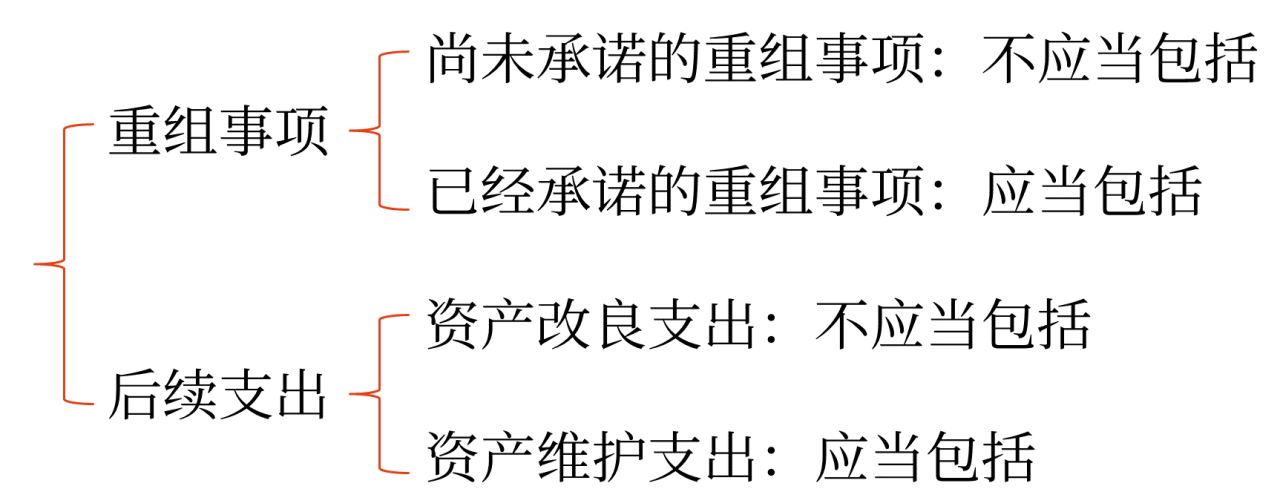 重组事项
尚未承诺的重组事项：不应当包括
已经承诺的重组事项：应当包括
后续支出
资产改良支出：不应当包括
资产维护支出：应当包括